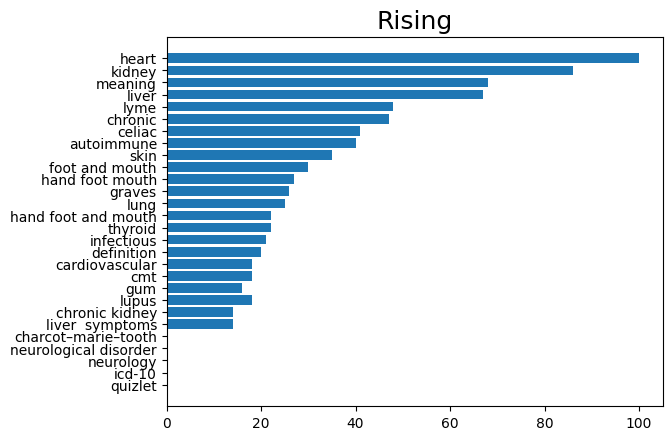 Rising
heart
kidney
meaning
liver
lyme
chronic
celiac
autoimmune
skin
foot and mouth
hand foot mouth
graves
lung
hand foot and mouth
thyroid
infectious
definition
cardiovascular
cmt
gum
lupus
chronic kidney
liver  symptoms
charcot–marie–tooth
neurological disorder
neurology
icd-10
quizlet
0 20 40 60 80 100